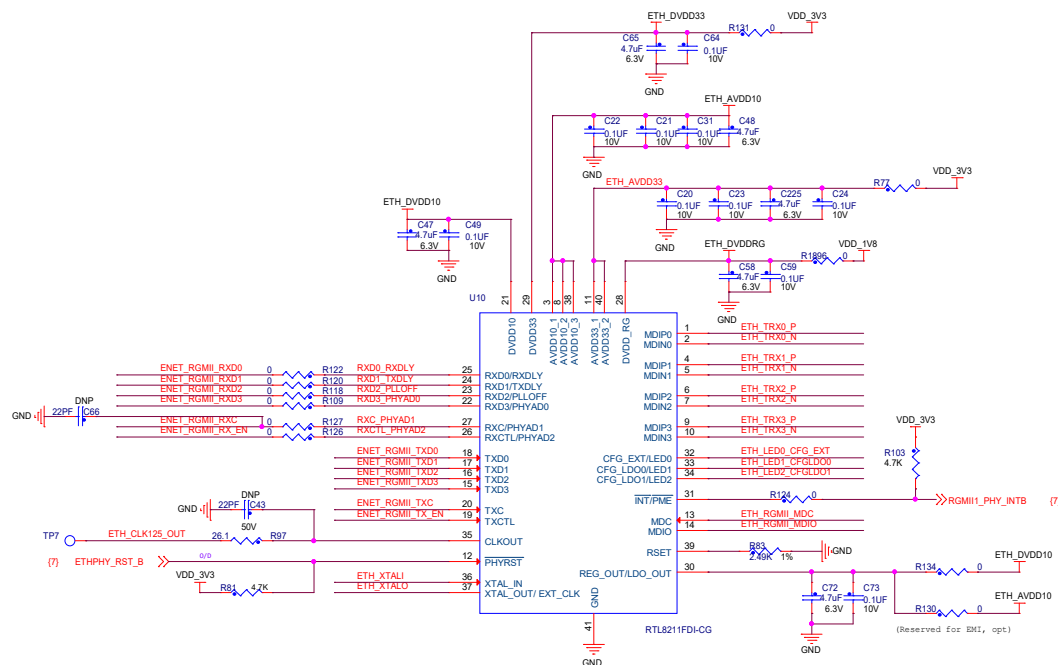 ETH_DVDD33
VDD_3V3
C65
4.7uF
6.3V
C64
0.1UF
10V
R131
0
GND
ETH_AVDD10
C22
0.1UF
10V
C21
0.1UF
10V
C31
0.1UF
10V
C48
4.7uF
6.3V
GND
ETH_AVDD33
VDD_3V3
R77
0
C20
0.1UF
10V
C23
0.1UF
10V
C225
4.7uF
6.3V
C24
0.1UF
10V
GND
ETH_DVDD10
C47
4.7uF
6.3V
C49
0.1UF
10V
GND
ETH_DVDDRG
VDD_1V8
R1896
0
C58
4.7uF
6.3V
C59
0.1UF
10V
GND
U10
21
29
3
8
38
11
40
28
DVDD10
DVDD33
AVDD10_1
AVDD10_2
AVDD10_3
AVDD33_1
AVDD33_2
DVDD_RG
ENET_RGMII_RXD0 0 R122 RXD0_RXDLY 25 RXD0/RXDLY
ENET_RGMII_RXD1 0 R120 RXD1_TXDLY 24 RXD1/TXDLY
ENET_RGMII_RXD2 0 R118 RXD2_PLLOFF 23 RXD2/PLLOFF
ENET_RGMII_RXD3 0 R109 RXD3_PHYAD0 22 RXD3/PHYAD0
DNP
GND 22PF C66
ENET_RGMII_RXC 0 R127 RXC_PHYAD1 27 RXC/PHYAD1
ENET_RGMII_RX_EN 0 R126 RXCTL_PHYAD2 26 RXCTL/PHYAD2
ENET_RGMII_TXD0 18 TXD0
ENET_RGMII_TXD1 17 TXD1
ENET_RGMII_TXD2 16 TXD2
ENET_RGMII_TXD3 15 TXD3
DNP
GND 22PF C43
50V
ENET_RGMII_TXC 20 TXC
ENET_RGMII_TX_EN 19 TXCTL
TP7 ETH_CLK125_OUT 26.1 R97 35 CLKOUT
{7} ETHPHY_RST_B O/D 12 PHYRST
VDD_3V3
R81 4.7K
ETH_XTALI 36 XTAL_IN
ETH_XTALO 37 XTAL_OUT/ EXT_CLK
MDIP0 1 ETH_TRX0_P
MDIN0 2 ETH_TRX0_N
MDIP1 4 ETH_TRX1_P
MDIN1 5 ETH_TRX1_N
MDIP2 6 ETH_TRX2_P
MDIN2 7 ETH_TRX2_N
MDIP3 9 ETH_TRX3_P
MDIN3 10 ETH_TRX3_N
CFG_EXT/LED0 32 ETH_LED0_CFG_EXT
CFG_LDO0/LED1 33 ETH_LED1_CFGLDO0
CFG_LDO1/LED2 34 ETH_LED2_CFGLDO1
VDD_3V3
R103
4.7K
INT/PME 31 R124 0 RGMII1_PHY_INTB {7
MDC 13 ETH_RGMII_MDC
MDIO 14 ETH_RGMII_MDIO
RSET 39 R83 2.49K 1% GND
REG_OUT/LDO_OUT 30
C72
4.7uF
6.3V
C73
0.1UF
10V
GND
R134 0 ETH_DVDD10
R130 0 ETH_AVDD10
(Reserved for EMI, opt)
GND
41
RTL8211FDI-CG
GND